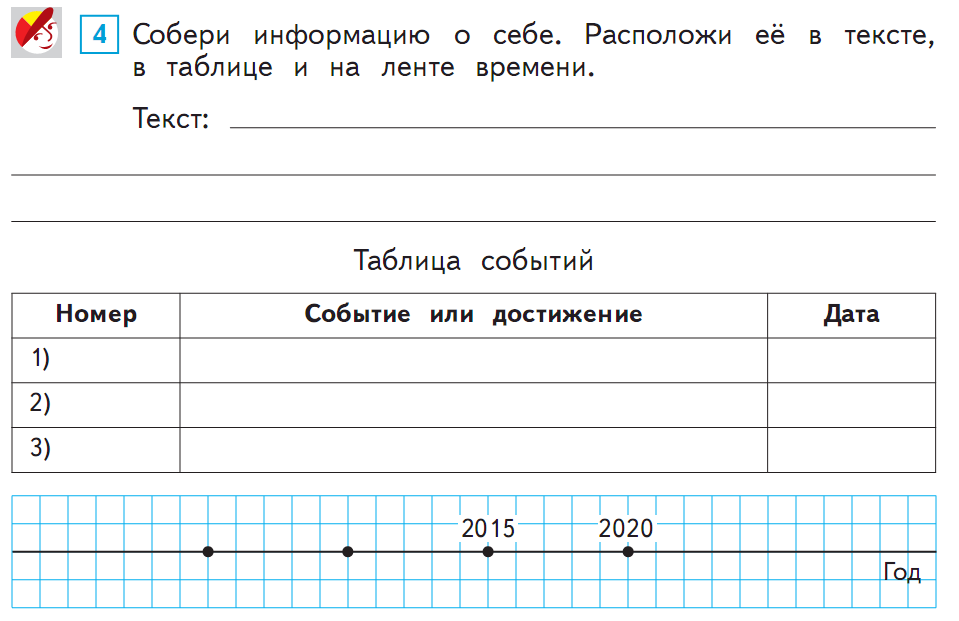 4 Собери информацию о себе. Расположи её в тексте,
в таблице и на ленте времени.
Текст:
Таблица событий
Номер Событие или достижение Дата
1)
2)
3)
2015 2020
Год